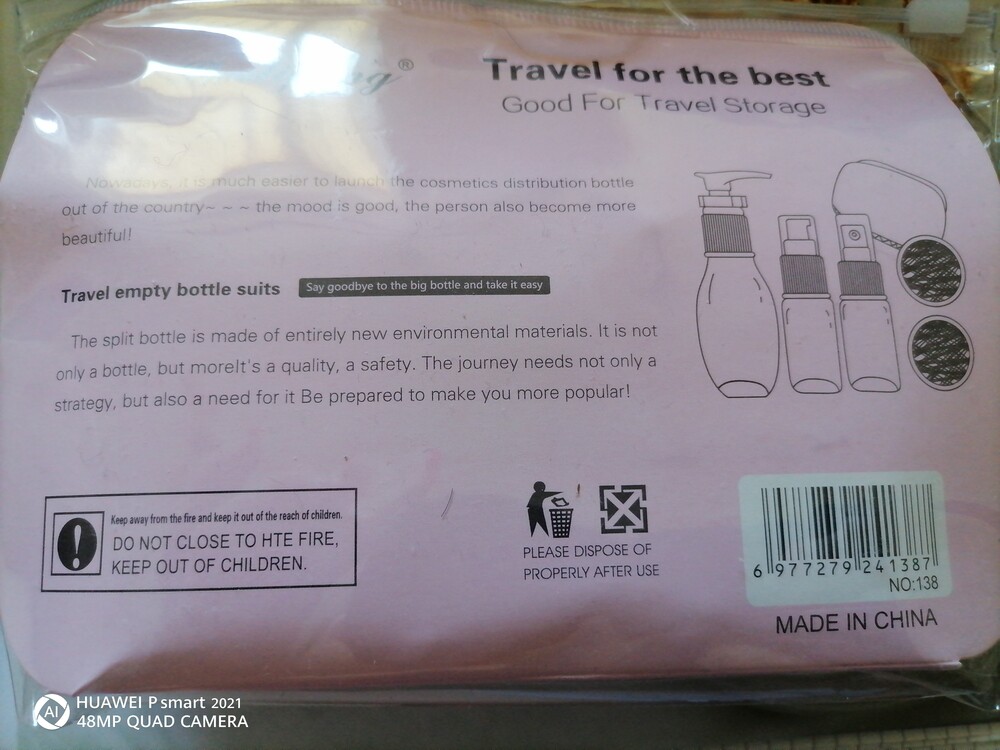 ®
Travel for the best
Good For Travel Storage
Nowadays, it is much easier to launch the cosmetics distribution bottle
out of the country~ ~ ~ the mood is good, the person also become more
beautiful!
Travel empty bottle suits
Say goodbye to the big bottle and take it easy
The split bottle is made of entirely new environmental materials. It is not
only a bottle, but moreIt's a quality, a safety. The journey needs not only a
strategy, but also a need for it Be prepared to make you more popular!
Keep away from the fire and keep it out of the reach of children.
DO NOT CLOSE TO HTE FIRE,
KEEP OUT OF CHILDREN.
PLEASE DISPOSE OF
PROPERLY AFTER USE
6 977279 241387
NO:138
MADE IN CHINA
AI
HUAWEI P smart 2021
48MP QUAD CAMERA